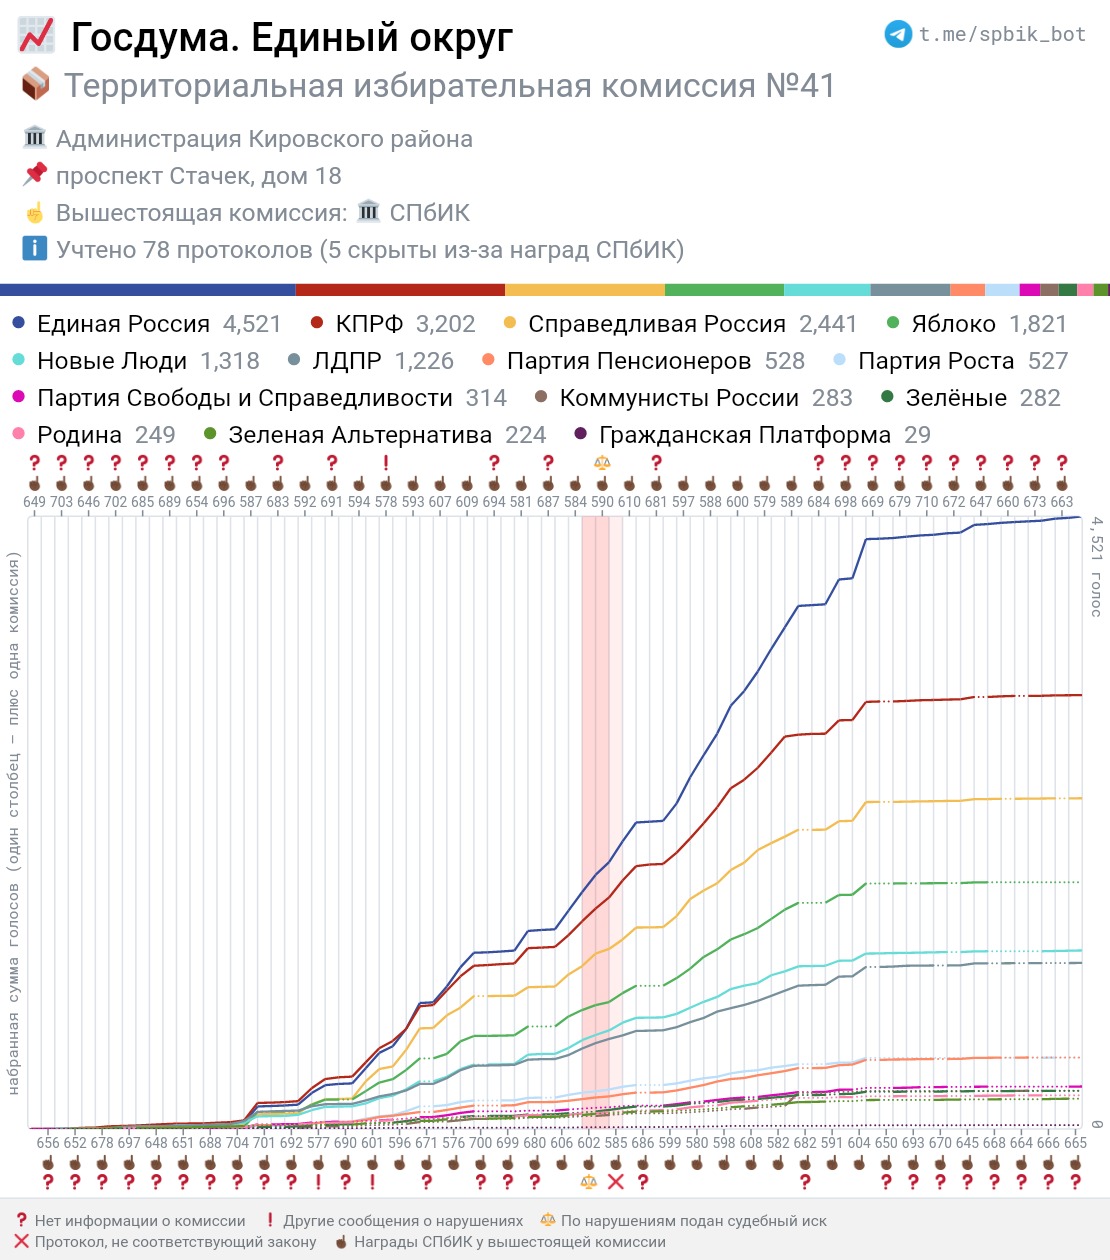 Госдума. Единый округ
t.me/spbik_bot
Территориальная избирательная комиссия №41
Администрация Кировского района
проспект Стачек, дом 18
Вышестоящая комиссия: СПбИК
Учтено 78 протоколов (5 скрыты из-за наград СПбИК)
Единая Россия 4,521 КПРФ 3,202 Справедливая Россия 2,441 Яблоко 1,821
Новые Люди 1,318 ЛДПР 1,226 Партия Пенсионеров 528 Партия Роста 527
Партия Свободы и Справедливости 314 Коммунисты России 283 Зелёные 282
Родина 249 Зеленая Альтернатива 224 Гражданская Платформа 29
649 703 646 702 685 689 654 696 587 683 592 691 594 578 593 607 609 694 581 687 584 590 610 681 597 588 600 579 589 684 698 669 679 710 672 647 660 673 663
набранная сумма голосов (один столбец — плюс одна комиссия)
4,521 голос
0
656 652 678 697 648 651 688 704 701 692 577 690 601 596 671 576 700 699 680 606 602 585 686 599 580 598 608 582 682 591 604 650 693 670 645 668 664 666 665
Нет информации о комиссии Другие сообщения о нарушениях По нарушениям подан судебный иск
Протокол, не соответствующий закону Награды СПбИК у вышестоящей комиссии